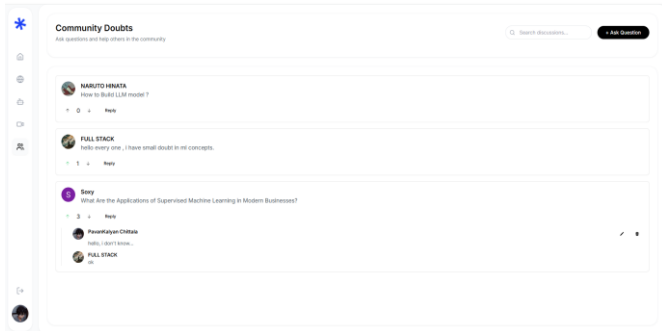 Community Doubts
Ask questions and help others in the community
Search discussions...
+ Ask Question
NARUTO HINATA
How to Build LLM model ?
0
Reply
FULL STACK
hello every one , i have small doubt in ml concepts.
1
Reply
S
Soxy
What Are the Applications of Supervised Machine Learning in Modern Businesses?
3
Reply
PavanKalyan Chittala
hello, i don't know...
FULL STACK
ok